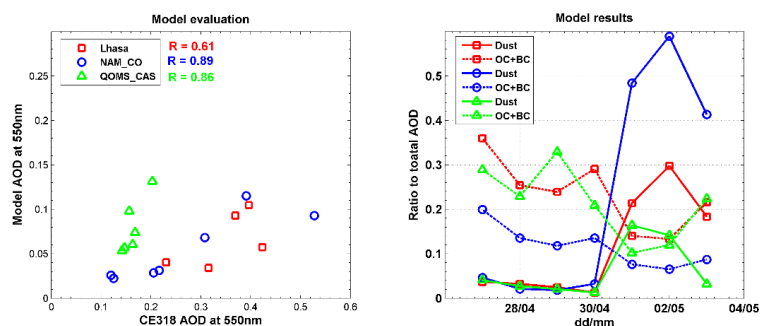 Model evaluation
Lhasa R = 0.61
NAM_CO R = 0.89
QOMS_CAS R = 0.86
0.25
0.2
0.15
0.1
0.05
0
0 0.1 0.2 0.3 0.4 0.5 0.6
Model AOD at 550nm
CE318 AOD at 550nm
Model results
Dust
OC+BC
Dust
OC+BC
Dust
OC+BC
0.5
0.4
0.3
0.2
0.1
0
28/04 30/04 02/05 04/05
Ratio to toatal AOD
dd/mm